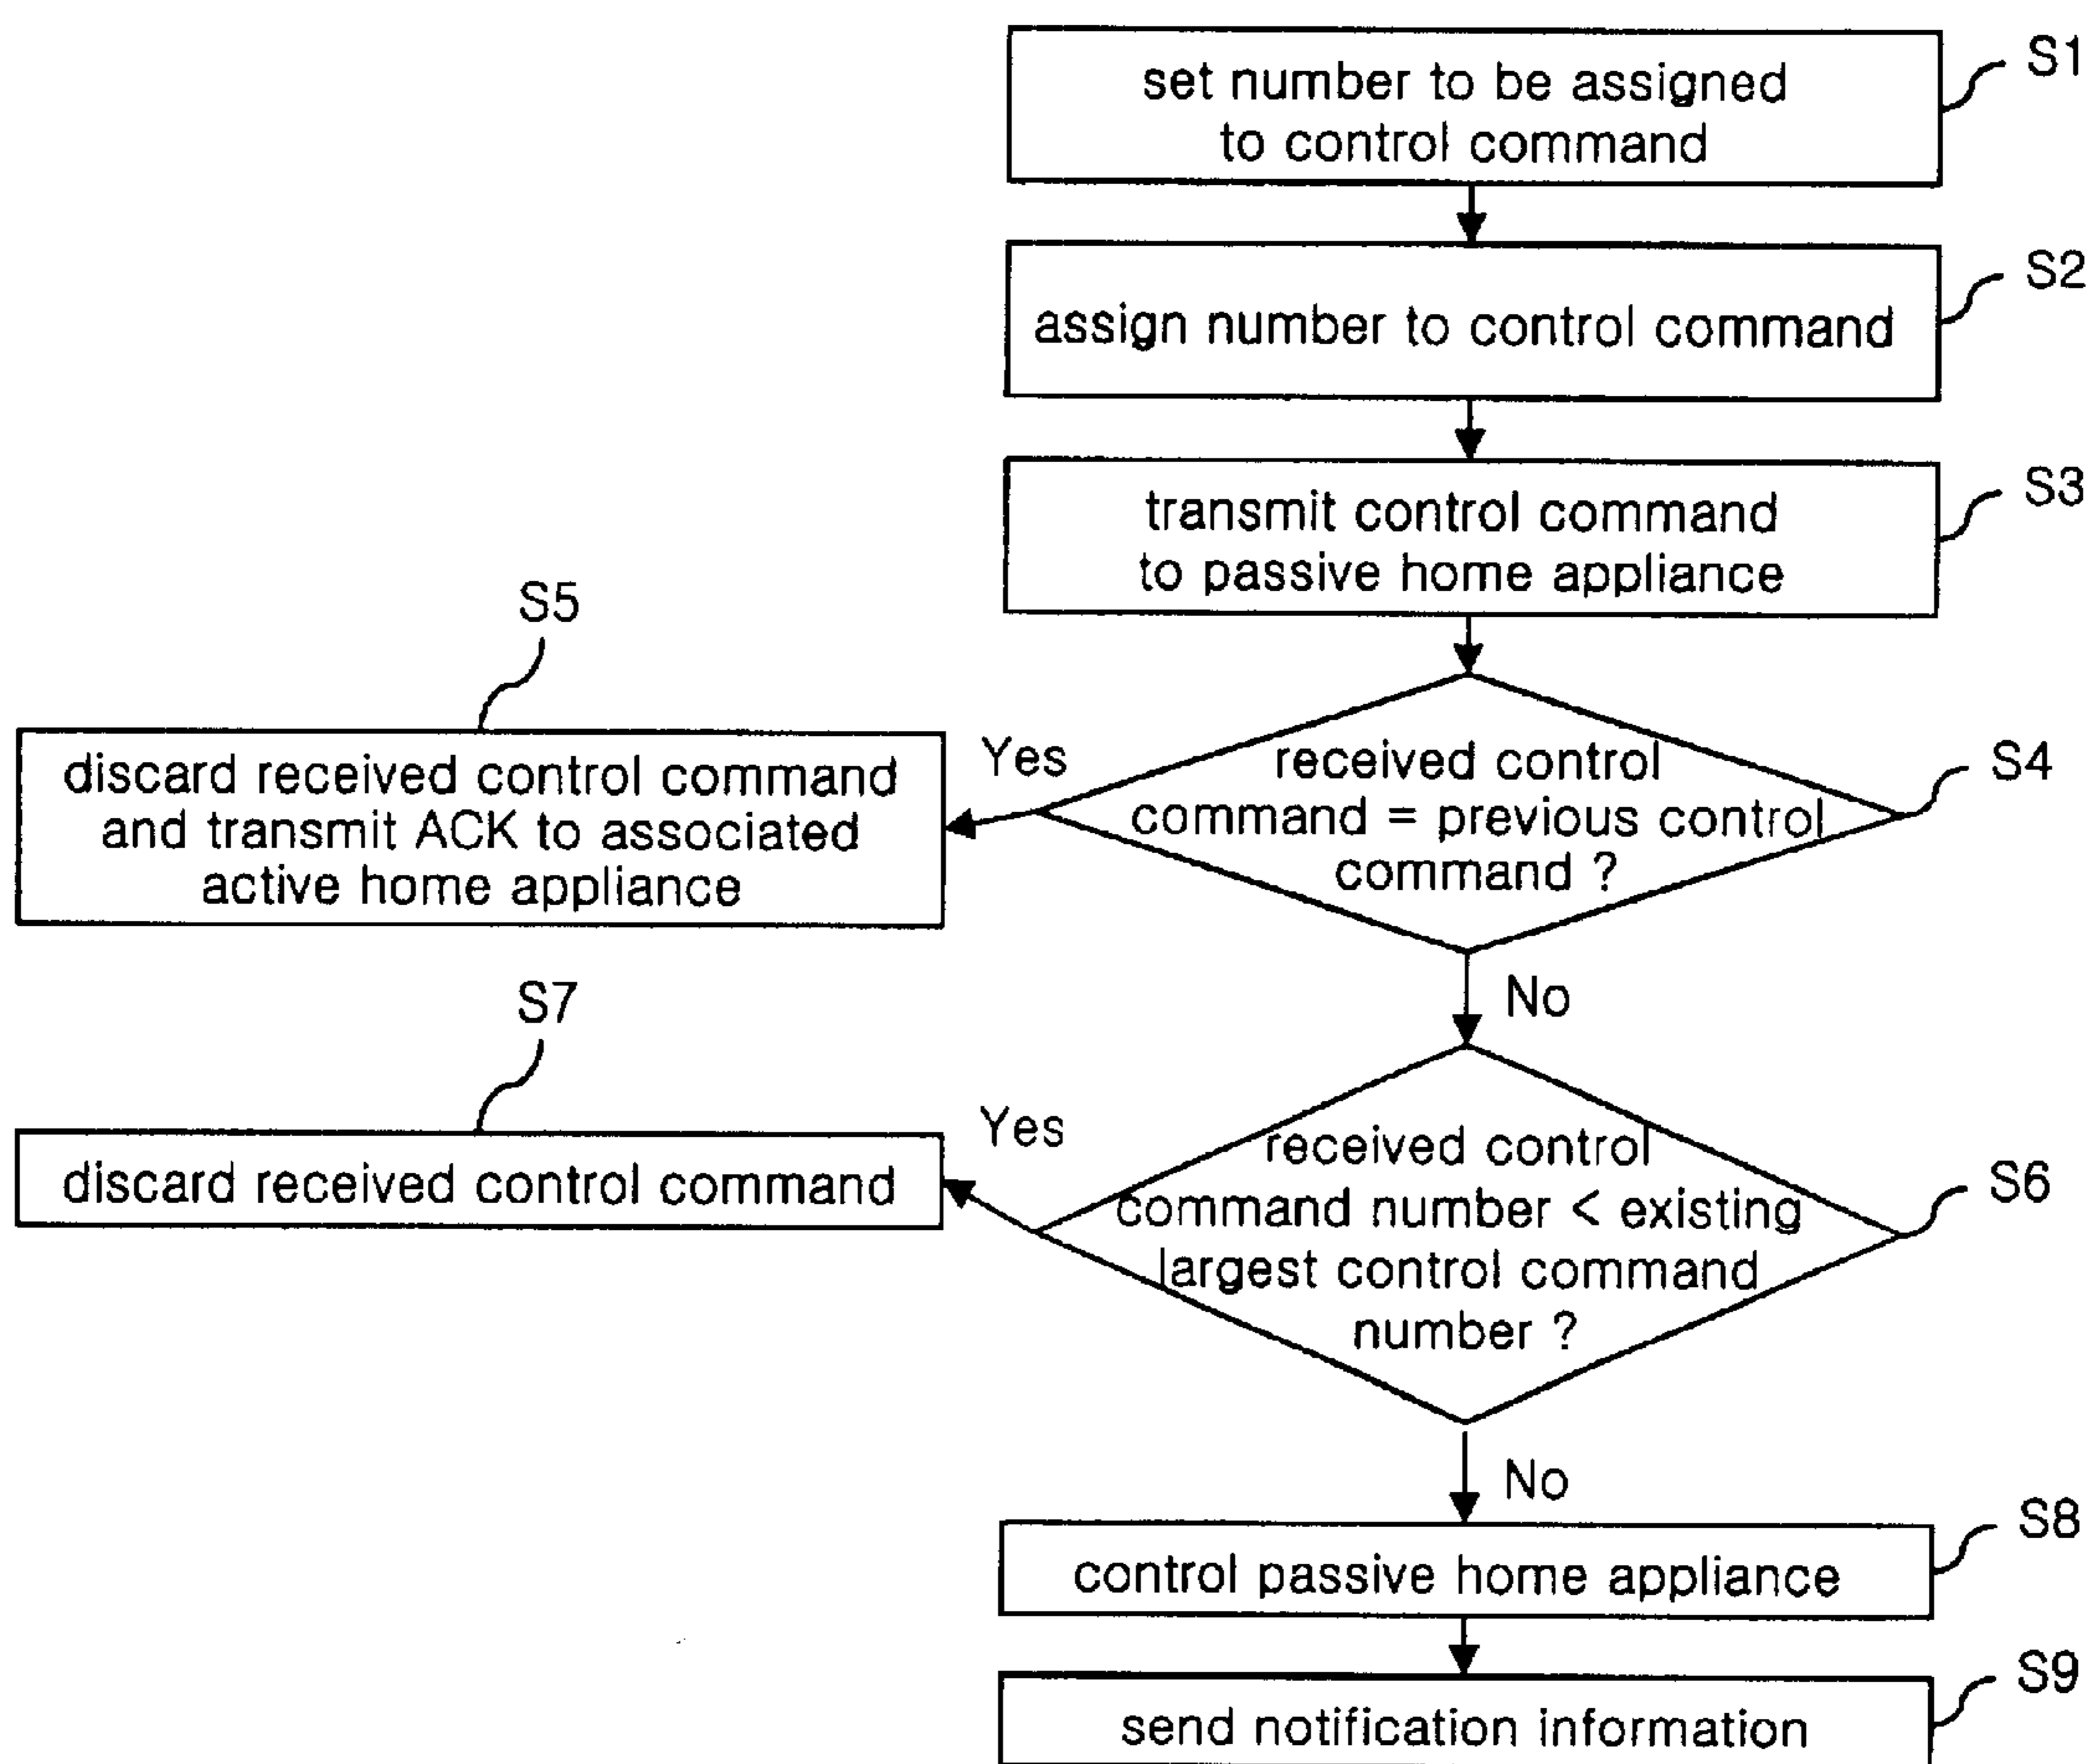 set number to be assigned
to control command
S1
assign number to control command
S2
transmit control command
to passive home appliance
S3
S5
discard received control command
and transmit ACK to associated
active home appliance
Yes
received control
command = previous control
command ?
S4
No
S7
discard received control command
Yes
received control
command number < existing
largest control command
number ?
S6
No
control passive home appliance
S8
send notification information
S9